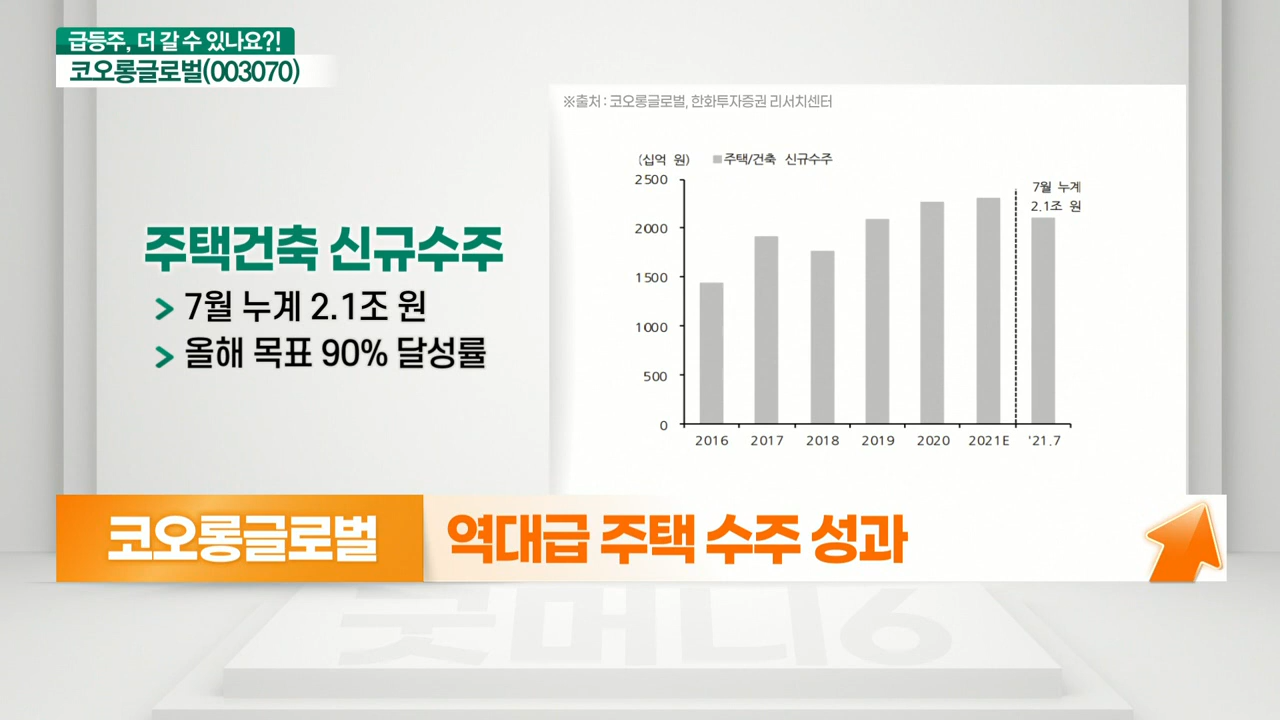 급등주, 더 갈 수 있나요?!
코오롱글로벌(003070)
※출처 : 코오롱글로벌, 한화투자증권 리서치센터
(십억 원)
주택/건축 신규수주
2500
2000
1500
1000
500
0
7월 누계
2.1조 원
2016 2017 2018 2019 2020 2021E '21.7
주택건축 신규수주
7월 누계 2.1조 원
올해 목표 90% 달성률
코오롱글로벌
역대급 주택 수주 성과
굿머니6